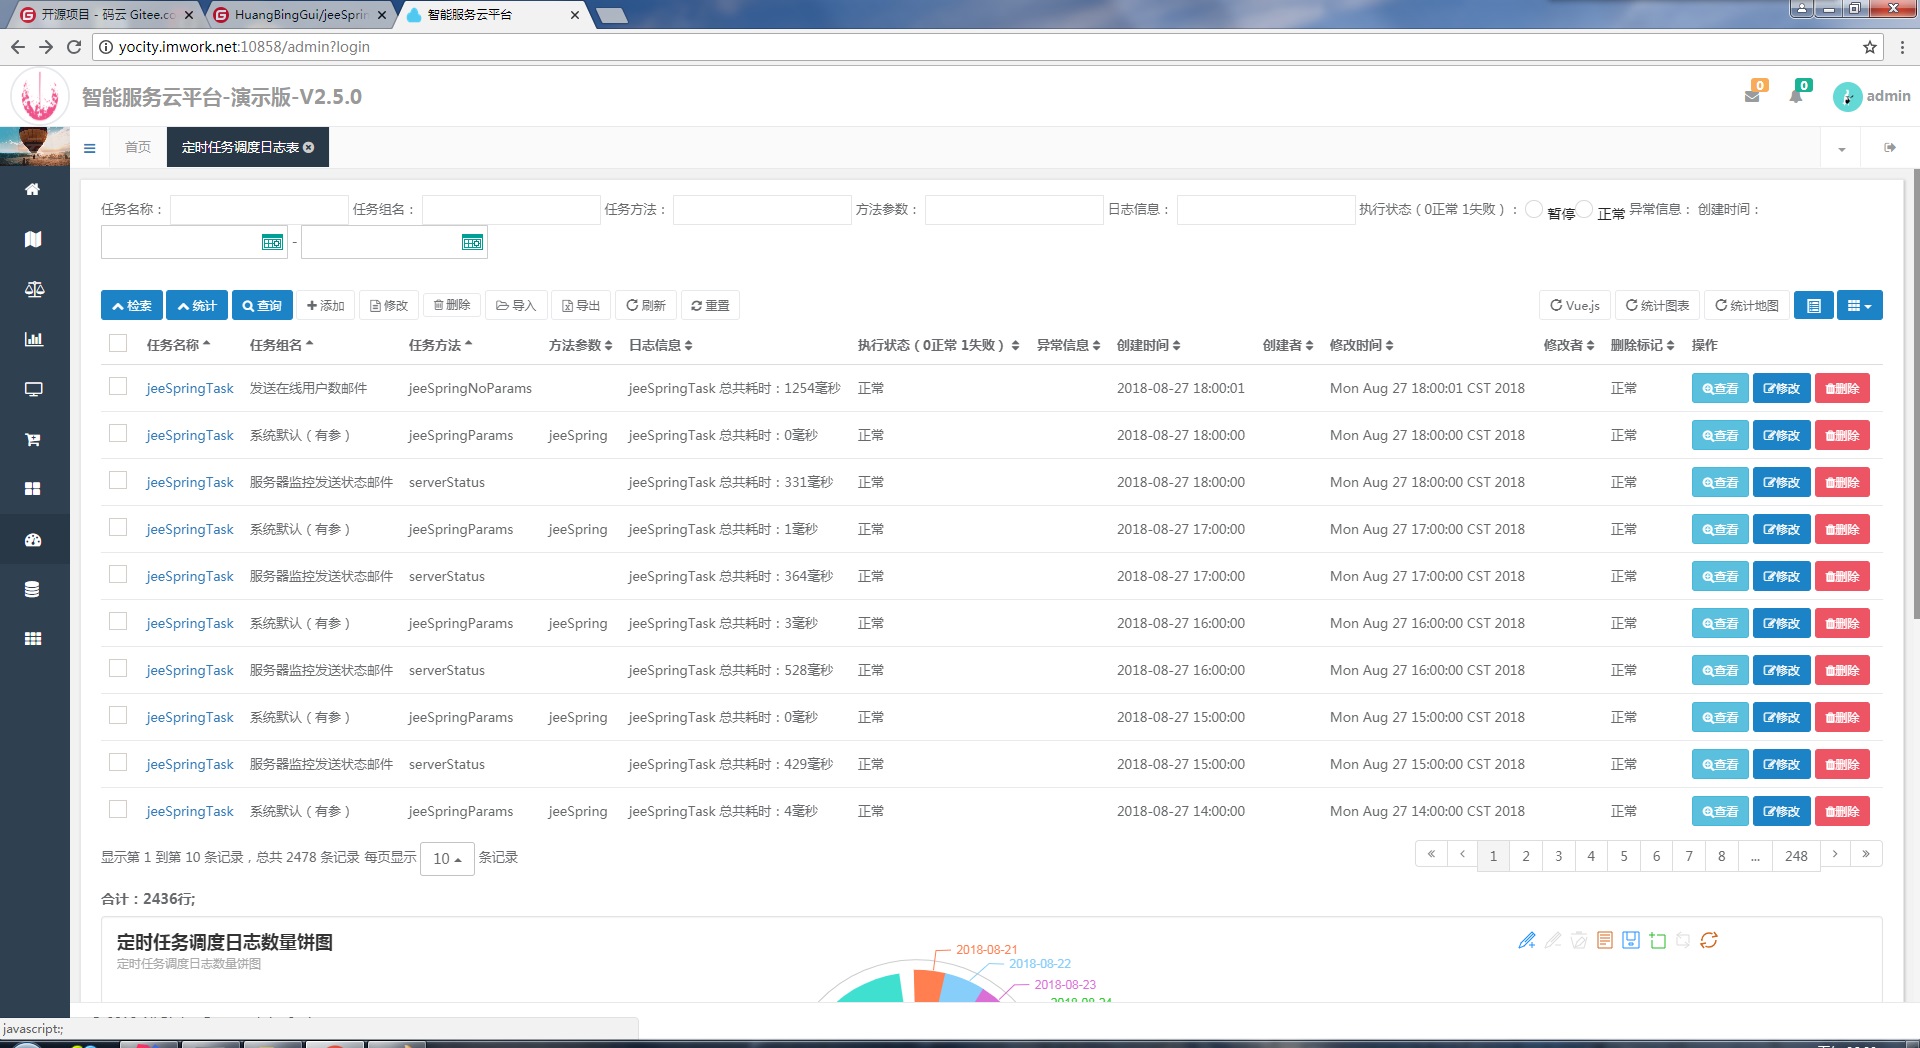 开源项目 - 码云 Gitee.co
HuangBingGui/jeeSprin
智能服务云平台
yocity.imwork.net:10858/admin?login
智能服务云平台-演示版-V2.5.0
0
0
admin
首页
定时任务调度日志表
任务名称：
任务组名：
任务方法：
方法参数：
日志信息：
执行状态（0正常 1失败）：
暂停
正常
异常信息：
创建时间：
-
检索
统计
查询
添加
修改
删除
导入
导出
刷新
重置
Vue.js
统计图表
统计地图
任务名称 任务组名 任务方法 方法参数 日志信息 执行状态（0正常 1失败） 异常信息 创建时间 创建者 修改时间 修改者 删除标记 操作
jeeSpringTask 发送在线用户数邮件 jeeSpringNoParams jeeSpringTask 总共耗时：1254毫秒 正常 2018-08-27 18:00:01 Mon Aug 27 18:00:01 CST 2018 正常 查看 修改 删除
jeeSpringTask 系统默认（有参） jeeSpringParams jeeSpring jeeSpringTask 总共耗时：0毫秒 正常 2018-08-27 18:00:00 Mon Aug 27 18:00:00 CST 2018 正常 查看 修改 删除
jeeSpringTask 服务器监控发送状态邮件 serverStatus jeeSpringTask 总共耗时：331毫秒 正常 2018-08-27 18:00:00 Mon Aug 27 18:00:00 CST 2018 正常 查看 修改 删除
jeeSpringTask 系统默认（有参） jeeSpringParams jeeSpring jeeSpringTask 总共耗时：1毫秒 正常 2018-08-27 17:00:00 Mon Aug 27 17:00:00 CST 2018 正常 查看 修改 删除
jeeSpringTask 服务器监控发送状态邮件 serverStatus jeeSpringTask 总共耗时：364毫秒 正常 2018-08-27 17:00:00 Mon Aug 27 17:00:00 CST 2018 正常 查看 修改 删除
jeeSpringTask 系统默认（有参） jeeSpringParams jeeSpring jeeSpringTask 总共耗时：3毫秒 正常 2018-08-27 16:00:00 Mon Aug 27 16:00:00 CST 2018 正常 查看 修改 删除
jeeSpringTask 服务器监控发送状态邮件 serverStatus jeeSpringTask 总共耗时：528毫秒 正常 2018-08-27 16:00:00 Mon Aug 27 16:00:00 CST 2018 正常 查看 修改 删除
jeeSpringTask 系统默认（有参） jeeSpringParams jeeSpring jeeSpringTask 总共耗时：0毫秒 正常 2018-08-27 15:00:00 Mon Aug 27 15:00:00 CST 2018 正常 查看 修改 删除
jeeSpringTask 服务器监控发送状态邮件 serverStatus jeeSpringTask 总共耗时：429毫秒 正常 2018-08-27 15:00:00 Mon Aug 27 15:00:00 CST 2018 正常 查看 修改 删除
jeeSpringTask 系统默认（有参） jeeSpringParams jeeSpring jeeSpringTask 总共耗时：4毫秒 正常 2018-08-27 14:00:00 Mon Aug 27 14:00:00 CST 2018 正常 查看 修改 删除
显示第 1 到第 10 条记录，总共 2478 条记录 每页显示 10 条记录
« ‹ 1 2 3 4 5 6 7 8 ... 248 › »
合计：2436行;
定时任务调度日志数量饼图
定时任务调度日志数量饼图
2018-08-21
2018-08-22
2018-08-23
2018-08-24
javascript:;